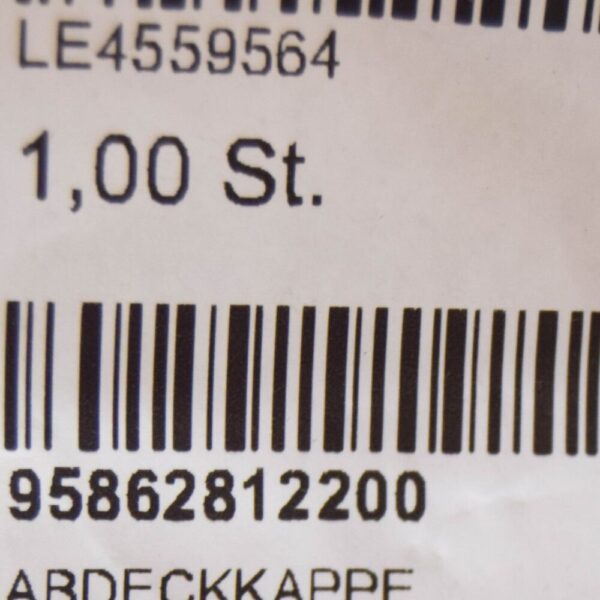 LE4559564
1,00 St.
95862812200
ABDECKKAPPE